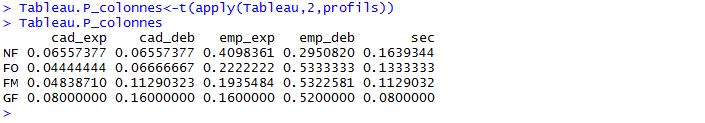 > Tableau.P_colonnes<-t(apply(Tableau,2,profils))
> Tableau.P_colonnes
cad_exp cad_deb emp_exp emp_deb sec
NF 0.06557377 0.06557377 0.4098361 0.2950820 0.1639344
FO 0.04444444 0.06666667 0.2222222 0.5333333 0.1333333
FM 0.04838710 0.11290323 0.1935484 0.5322581 0.1129032
GF 0.08000000 0.16000000 0.1600000 0.5200000 0.0800000
>